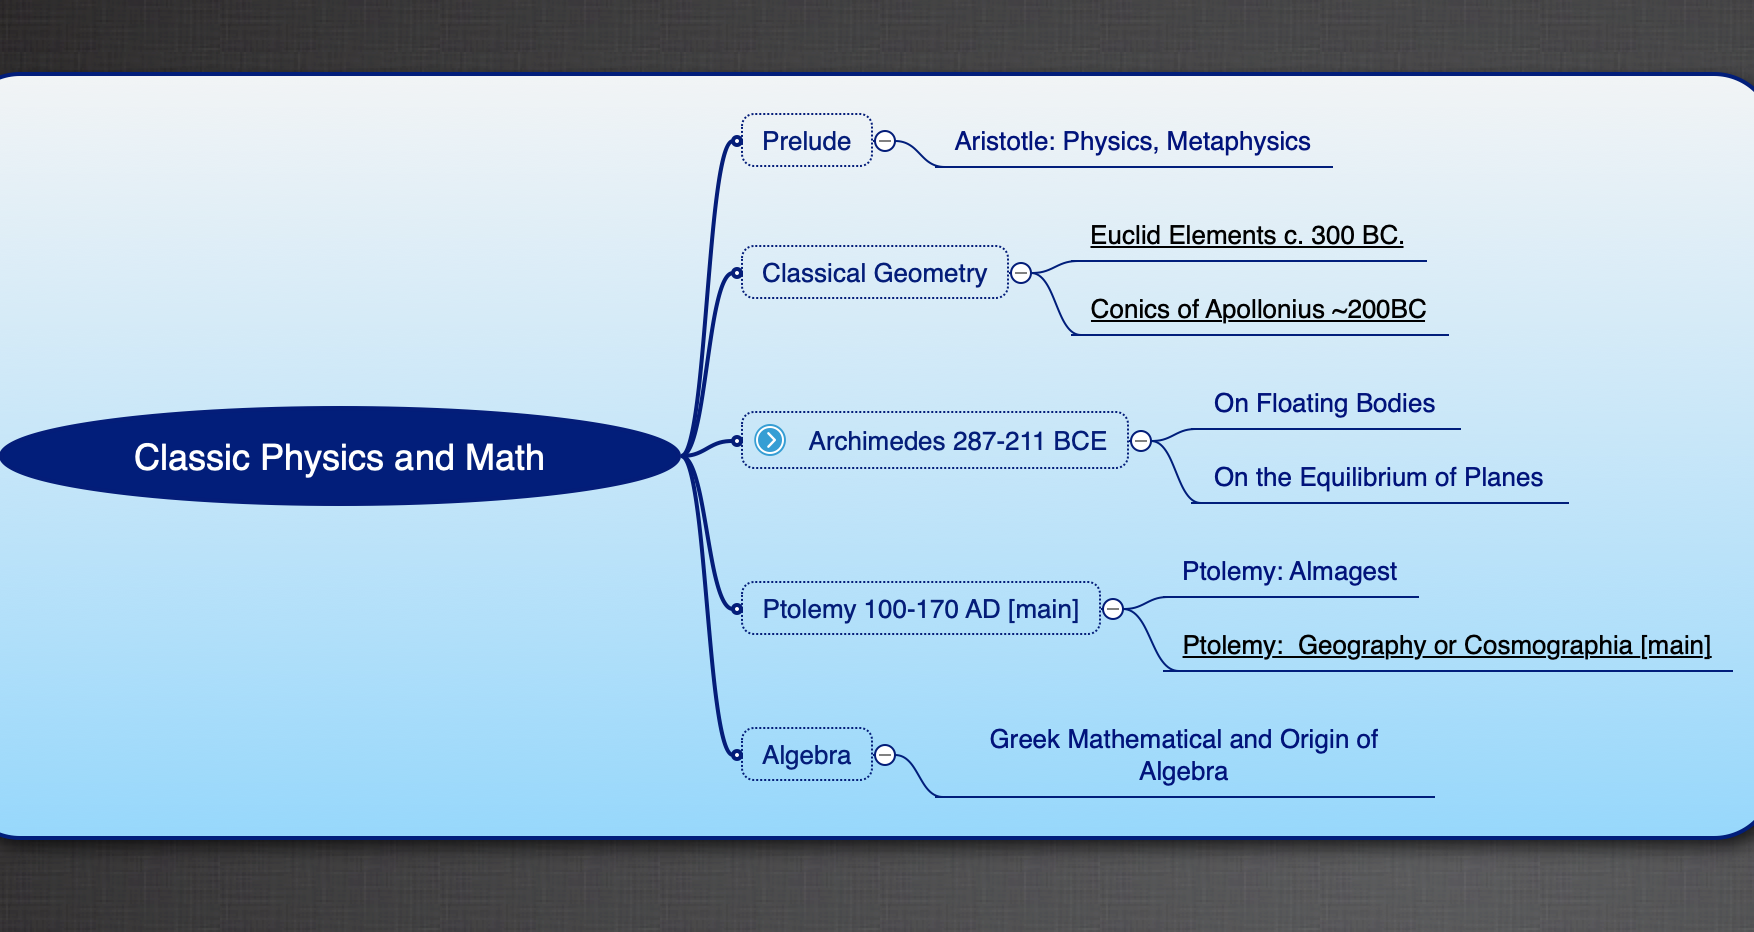 Prelude
Aristotle: Physics, Metaphysics
Euclid Elements c. 300 BC.
Classical Geometry
Conics of Apollonius ~200BC
On Floating Bodies
Archimedes 287-211 BCE
Classic Physics and Math
On the Equilibrium of Planes
Ptolemy: Almagest
Ptolemy 100-170 AD [main]
Ptolemy:  Geography or Cosmographia [main]
Algebra
Greek Mathematical and Origin of
Algebra